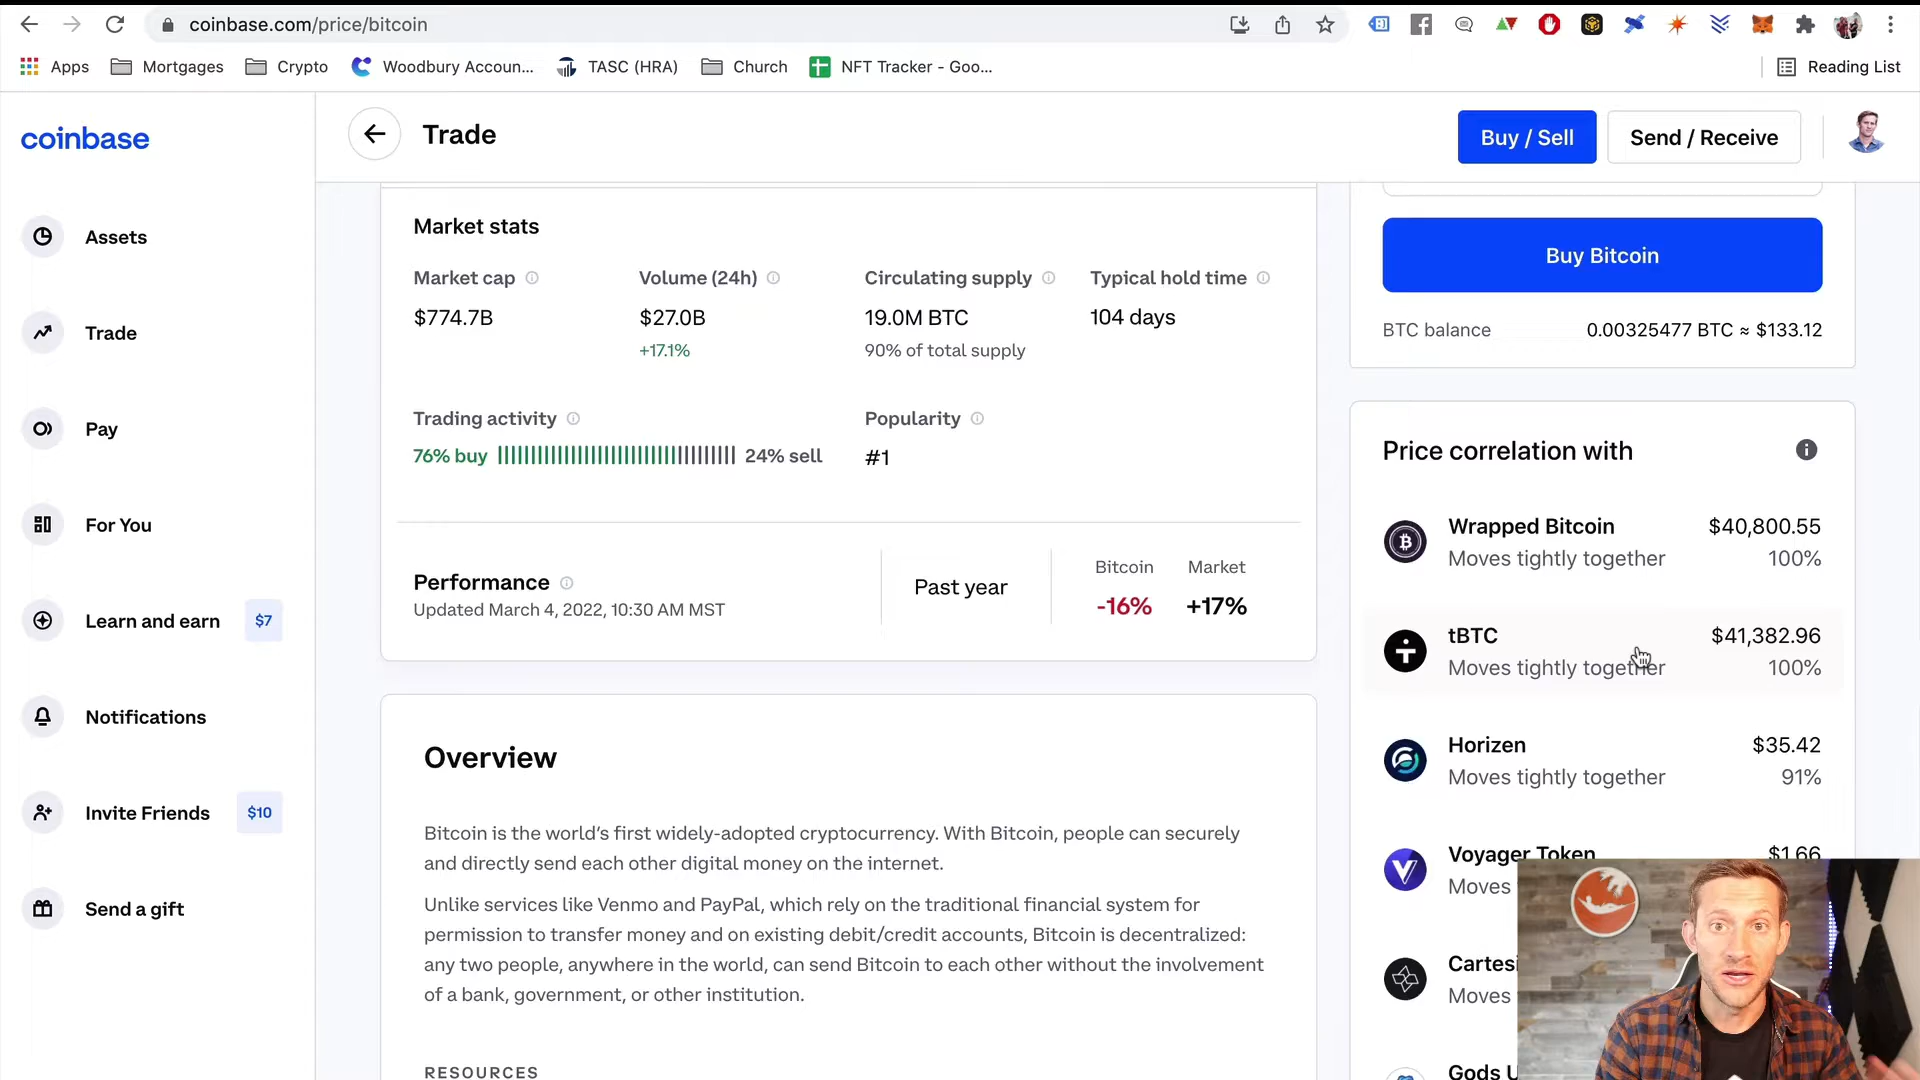 coinbase.com/price/bitcoin
Apps
Mortgages
Crypto
Woodbury Accoun...
TASC (HRA)
Church
NFT Tracker - Goo...
Reading List
coinbase
Trade
Buy / Sell
Send / Receive
Assets
Trade
Pay
For You
Learn and earn $7
Notifications
Invite Friends $10
Send a gift
Market stats
Market cap
$774.7B
Volume (24h)
$27.0B
+17.1%
Circulating supply
19.0M BTC
90% of total supply
Typical hold time
104 days
Trading activity
76% buy
24% sell
Popularity
#1
Performance
Updated March 4, 2022, 10:30 AM MST
Past year
Bitcoin
-16%
Market
+17%
Overview
Bitcoin is the world’s first widely-adopted cryptocurrency. With Bitcoin, people can securely
and directly send each other digital money on the internet.
Unlike services like Venmo and PayPal, which rely on the traditional financial system for
permission to transfer money and on existing debit/credit accounts, Bitcoin is decentralized:
any two people, anywhere in the world, can send Bitcoin to each other without the involvement
of a bank, government, or other institution.
RESOURCES
Buy Bitcoin
BTC balance
0.00325477 BTC ≈ $133.12
Price correlation with
Wrapped Bitcoin $40,800.55
Moves tightly together 100%
tBTC $41,382.96
Moves tightly together 100%
Horizen $35.42
Moves tightly together 91%
Voyager Token $1.66
Moves
Cartesi
Moves
Gods U